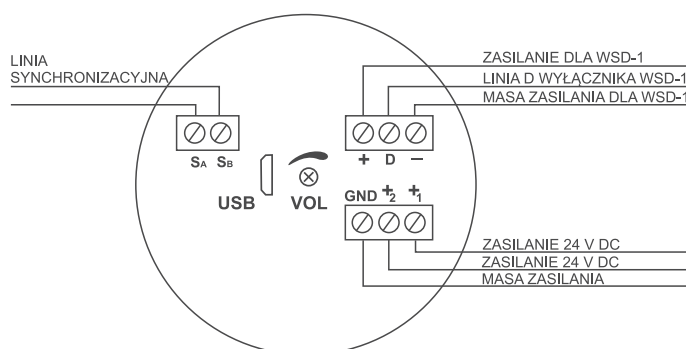 LINIA
SYNCHRONIZACYJNA
ZASILANIE DLA WSD-1
LINIA D WYŁĄCZNIKA WSD-1
MASA ZASILANIA DLA WSD-1
SA SB
+ D −
USB VOL
GND +2 +1
ZASILANIE 24 V DC
ZASILANIE 24 V DC
MASA ZASILANIA